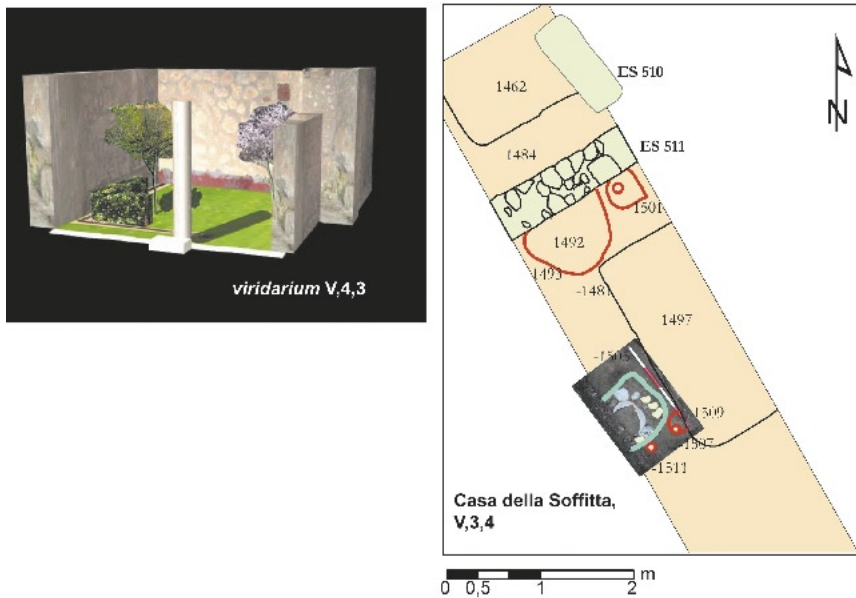 viridarium V,4,3
1462
ES 510
1484
ES 511
1501
1492
1493
-1481
1497
-1505
-1509
-1507
-1511
N
Casa della Soffitta,
V,3,4
0 0,5 1 2 m